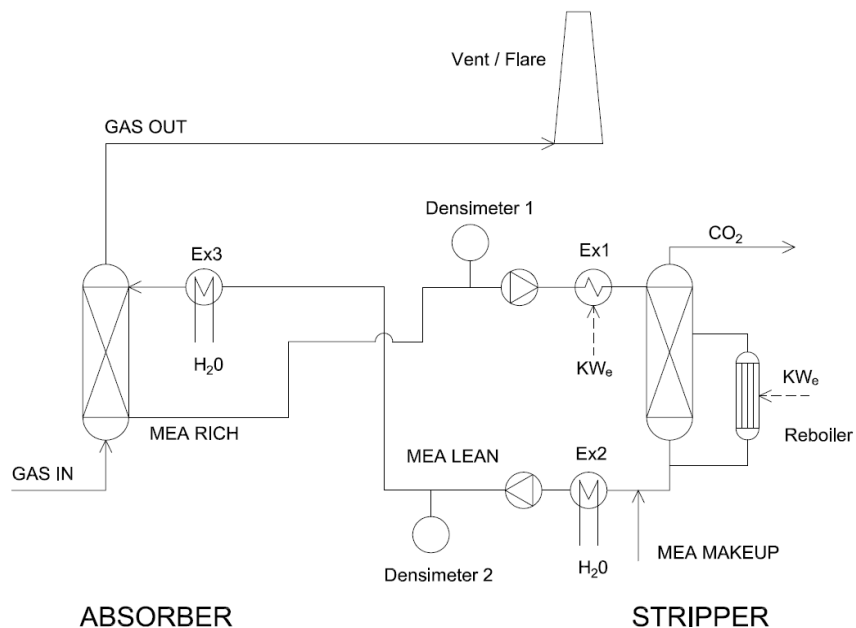 Vent / Flare
GAS OUT
Densimeter 1
CO₂
Ex3
Ex1
H₂0
KWₑ
KWₑ
MEA RICH
Reboiler
MEA LEAN
Ex2
GAS IN
H₂0
MEA MAKEUP
Densimeter 2
ABSORBER
STRIPPER